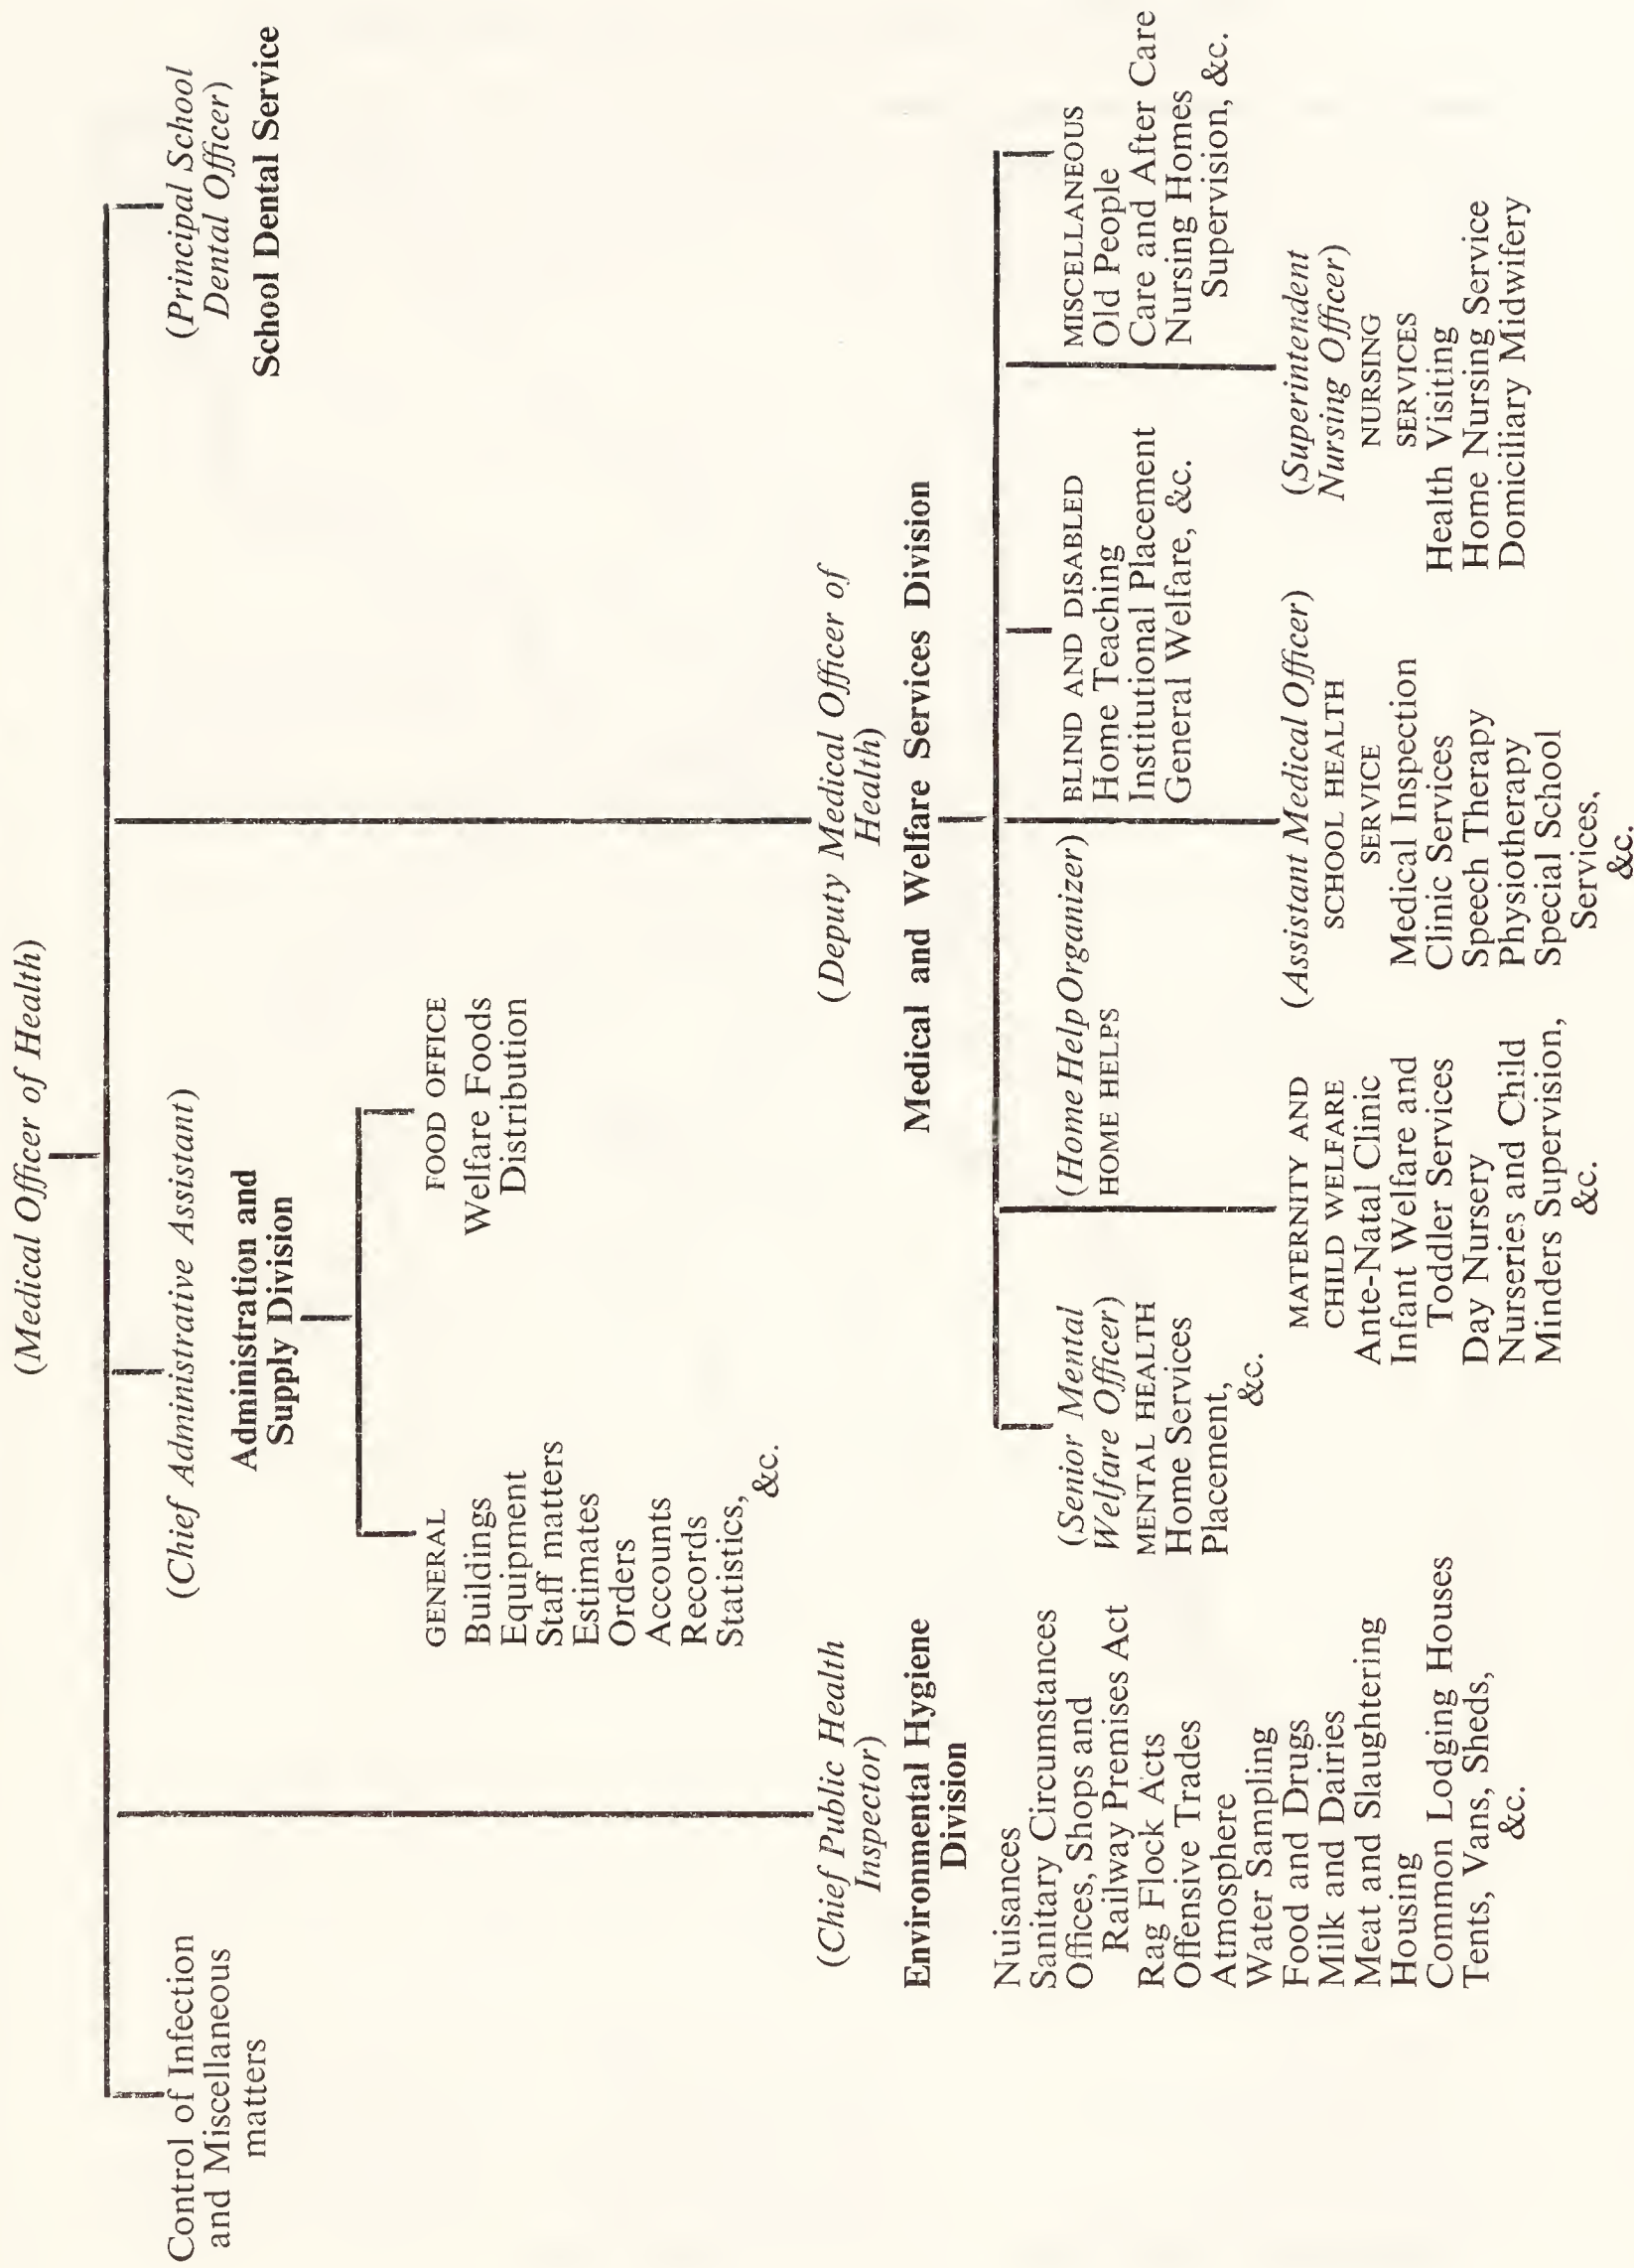 (Medical Officer of Health)
Control of Infection
and Miscellaneous
matters
(Chief Administrative Assistant)
Administration and
Supply Division
GENERAL
Buildings
Equipment
Staff matters
Estimates
Orders
Accounts
Records
Statistics,
&c.
FOOD OFFICE
Welfare Foods
Distribution
(Principal School
Dental Officer)
School Dental Service
(Chief Public Health
Inspector)
Environmental Hygiene
Division
Nuisances
Sanitary Circumstances
Offices, Shops and
Railway Premises Act
Rag Flock Acts
Offensive Trades
Atmosphere
Water Sampling
Food and Drugs
Milk and Dairies
Meat and Slaughtering
Housing
Common Lodging Houses
Tents, Vans, Sheds,
&c.
(Deputy Medical Officer of
Health)
Medical and Welfare Services Division
(Senior Mental
Welfare Officer)
MENTAL HEALTH
Home Services
Placement,
&c.
(Home Help Organizer)
HOME HELPS
BLIND AND DISABLED
Home Teaching
Institutional Placement
General Welfare, &c.
MISCELLANEOUS
Old People
Care and After Care
Nursing Homes
Supervision, &c.
MATERNITY AND
CHILD WELFARE
Ante-Natal Clinic
Infant Welfare and
Toddler Services
Day Nursery
Nurseries and Child
Minders Supervision,
&c.
(Assistant Medical Officer)
SCHOOL HEALTH
SERVICE
Medical Inspection
Clinic Services
Speech Therapy
Physiotherapy
Special School
Services,
&c.
(Superintendent
Nursing Officer)
NURSING
SERVICES
Health Visiting
Home Nursing Service
Domiciliary Midwifery